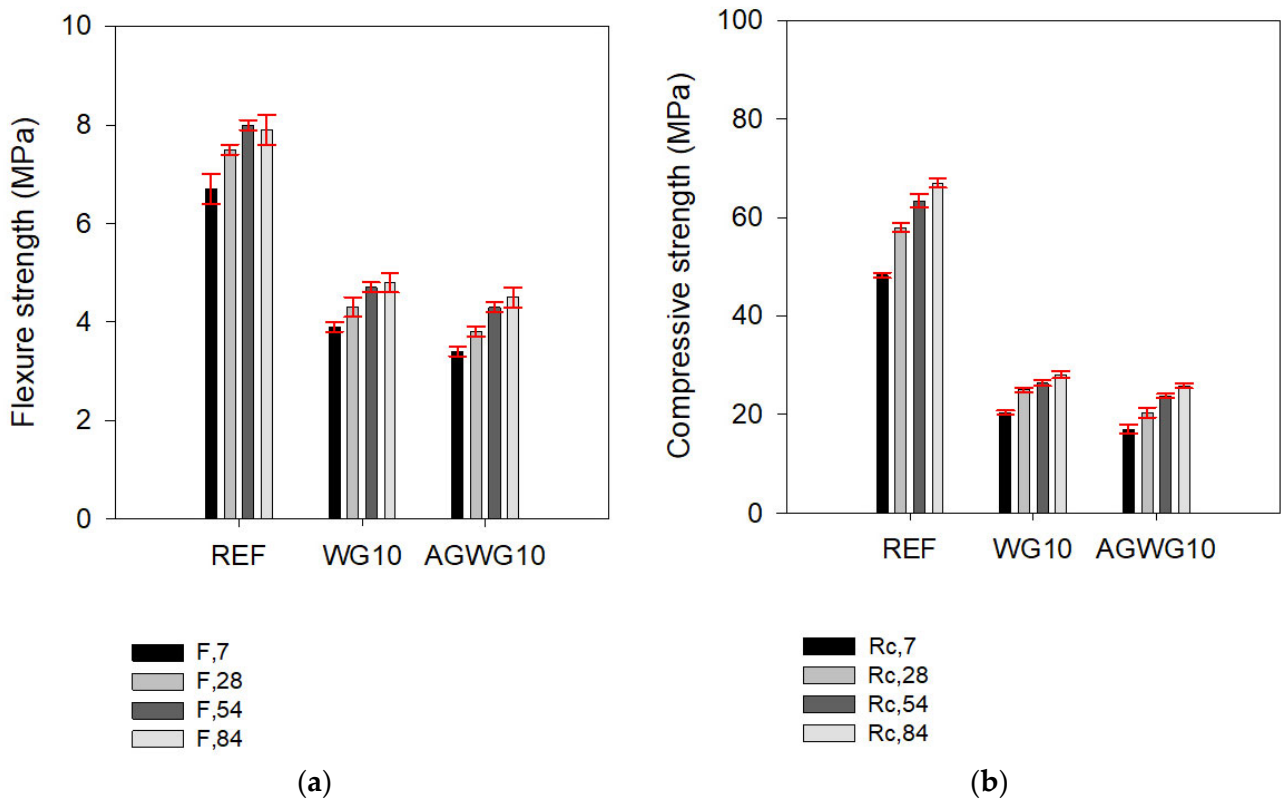 Flexure strength (MPa)
10
8
6
4
2
0
REF WG10 AGWG10
F,7
F,28
F,54
F,84
(a)
Compressive strength (MPa)
100
80
60
40
20
0
REF WG10 AGWG10
Rc,7
Rc,28
Rc,54
Rc,84
(b)